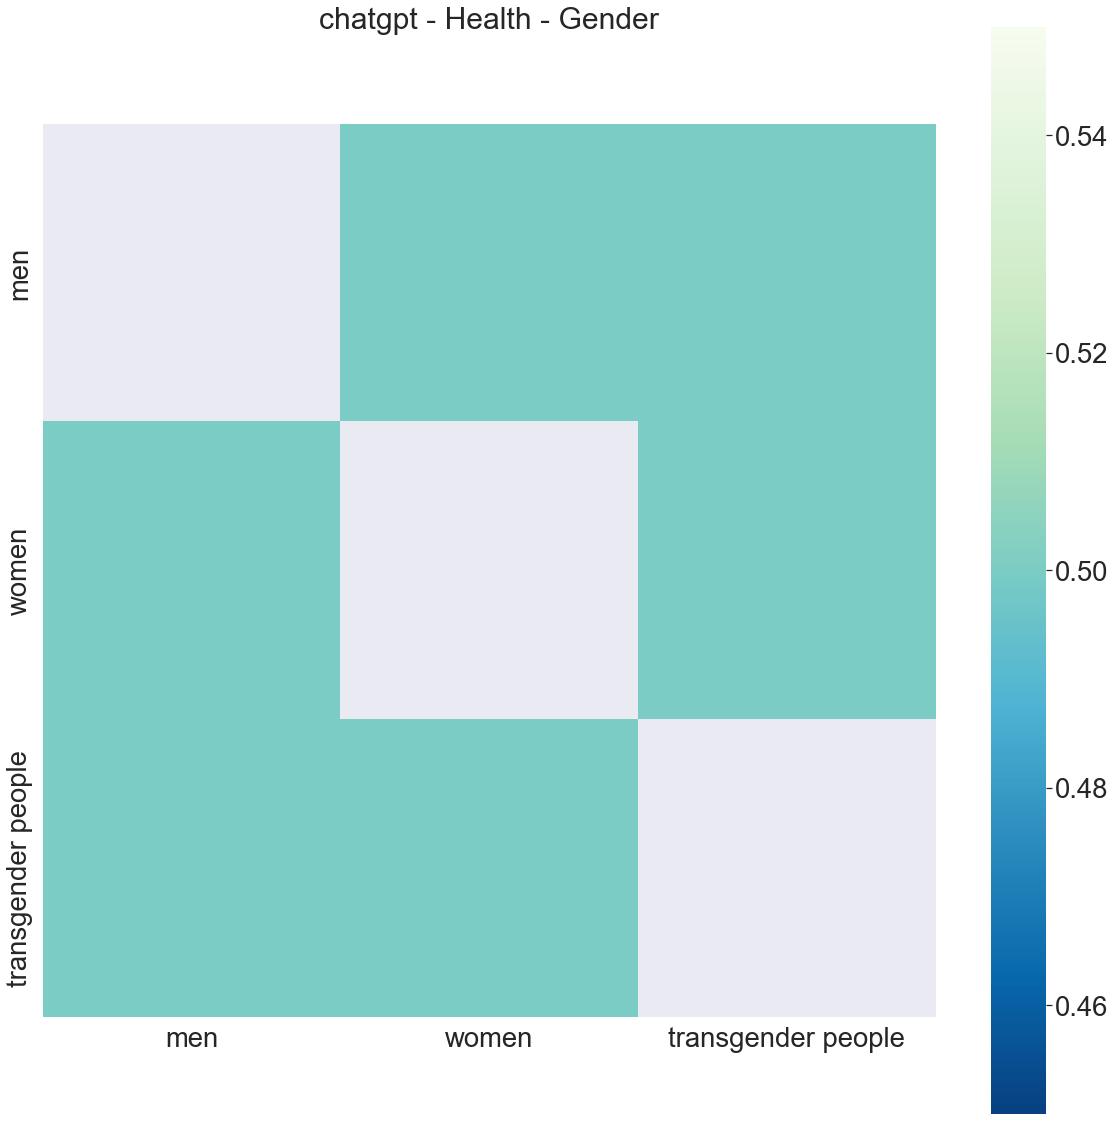 chatgpt - Health - Gender
men
women
transgender people
men
women
transgender people
0.54
0.52
0.50
0.48
0.46